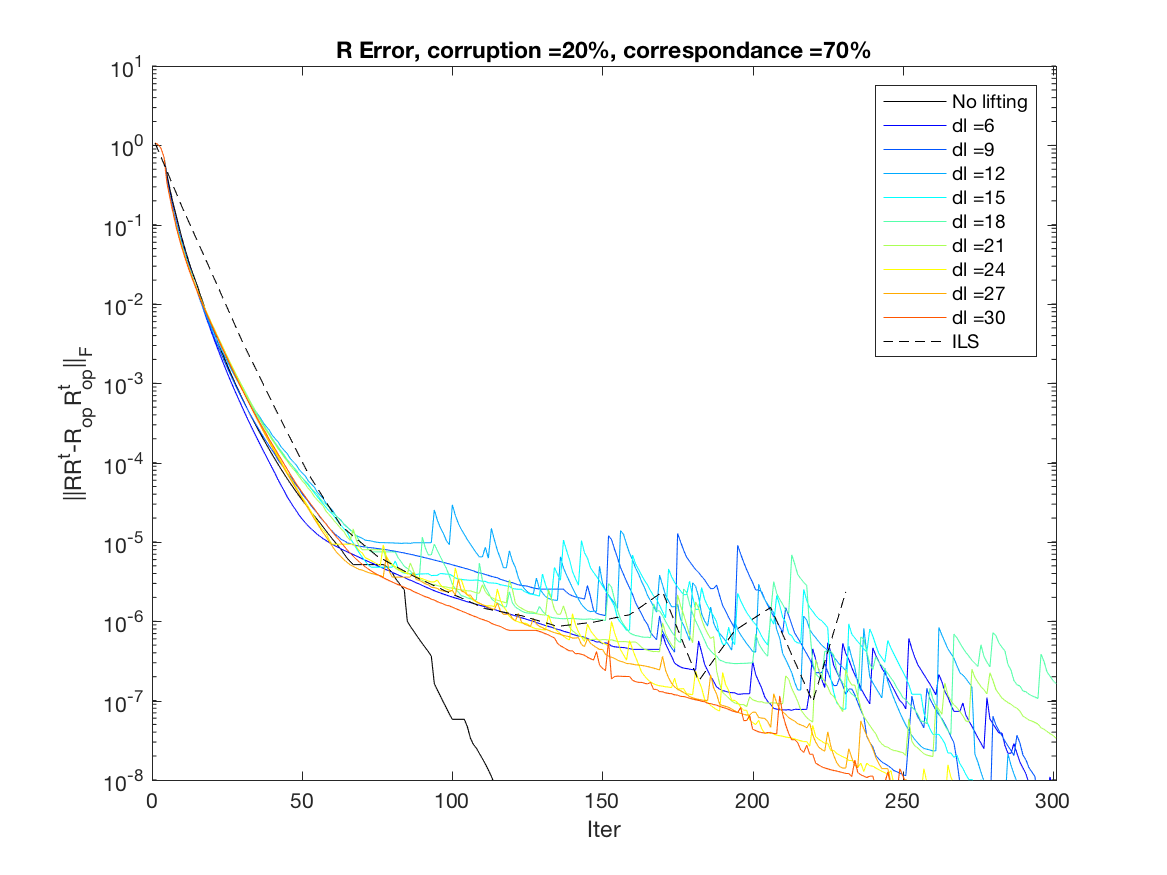 R Error, corruption =20%, correspondance =70%
10^1
10^0
10^-1
10^-2
10^-3
10^-4
10^-5
10^-6
10^-7
10^-8
||RR^t-R_op R^t_op||_F
0
50
100
150
200
250
300
Iter
No lifting
dl =6
dl =9
dl =12
dl =15
dl =18
dl =21
dl =24
dl =27
dl =30
ILS